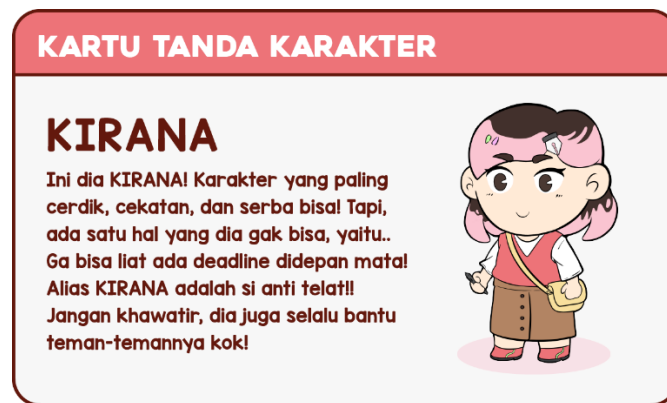 KARTU TANDA KARAKTER
KIRANA
Ini dia KIRANA! Karakter yang paling
cerdik, cekatan, dan serba bisa! Tapi,
ada satu hal yang dia gak bisa, yaitu..
Ga bisa liat ada deadline didepan mata!
Alias KIRANA adalah si anti telat!!
Jangan khawatir, dia juga selalu bantu
teman-temannya kok!